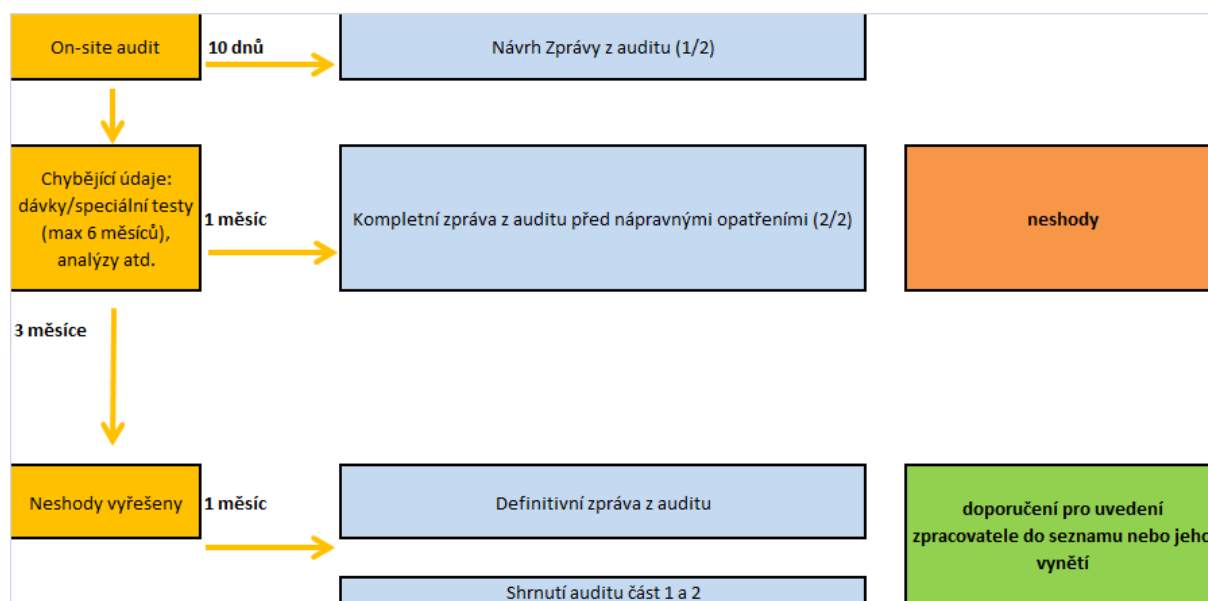 On-site audit
10 dnů
Návrh Zprávy z auditu (1/2)
Chybějící údaje:
dávky/speciální testy
(max 6 měsíců),
analýzy atd.
1 měsíc
Kompletní zpráva z auditu před nápravnými opatřeními (2/2)
neshody
3 měsíce
Neshody vyřešeny
1 měsíc
Definitivní zpráva z auditu
doporučení pro uvedení
zpracovatele do seznamu nebo jeho
vynětí
Shrnutí auditu část 1 a 2